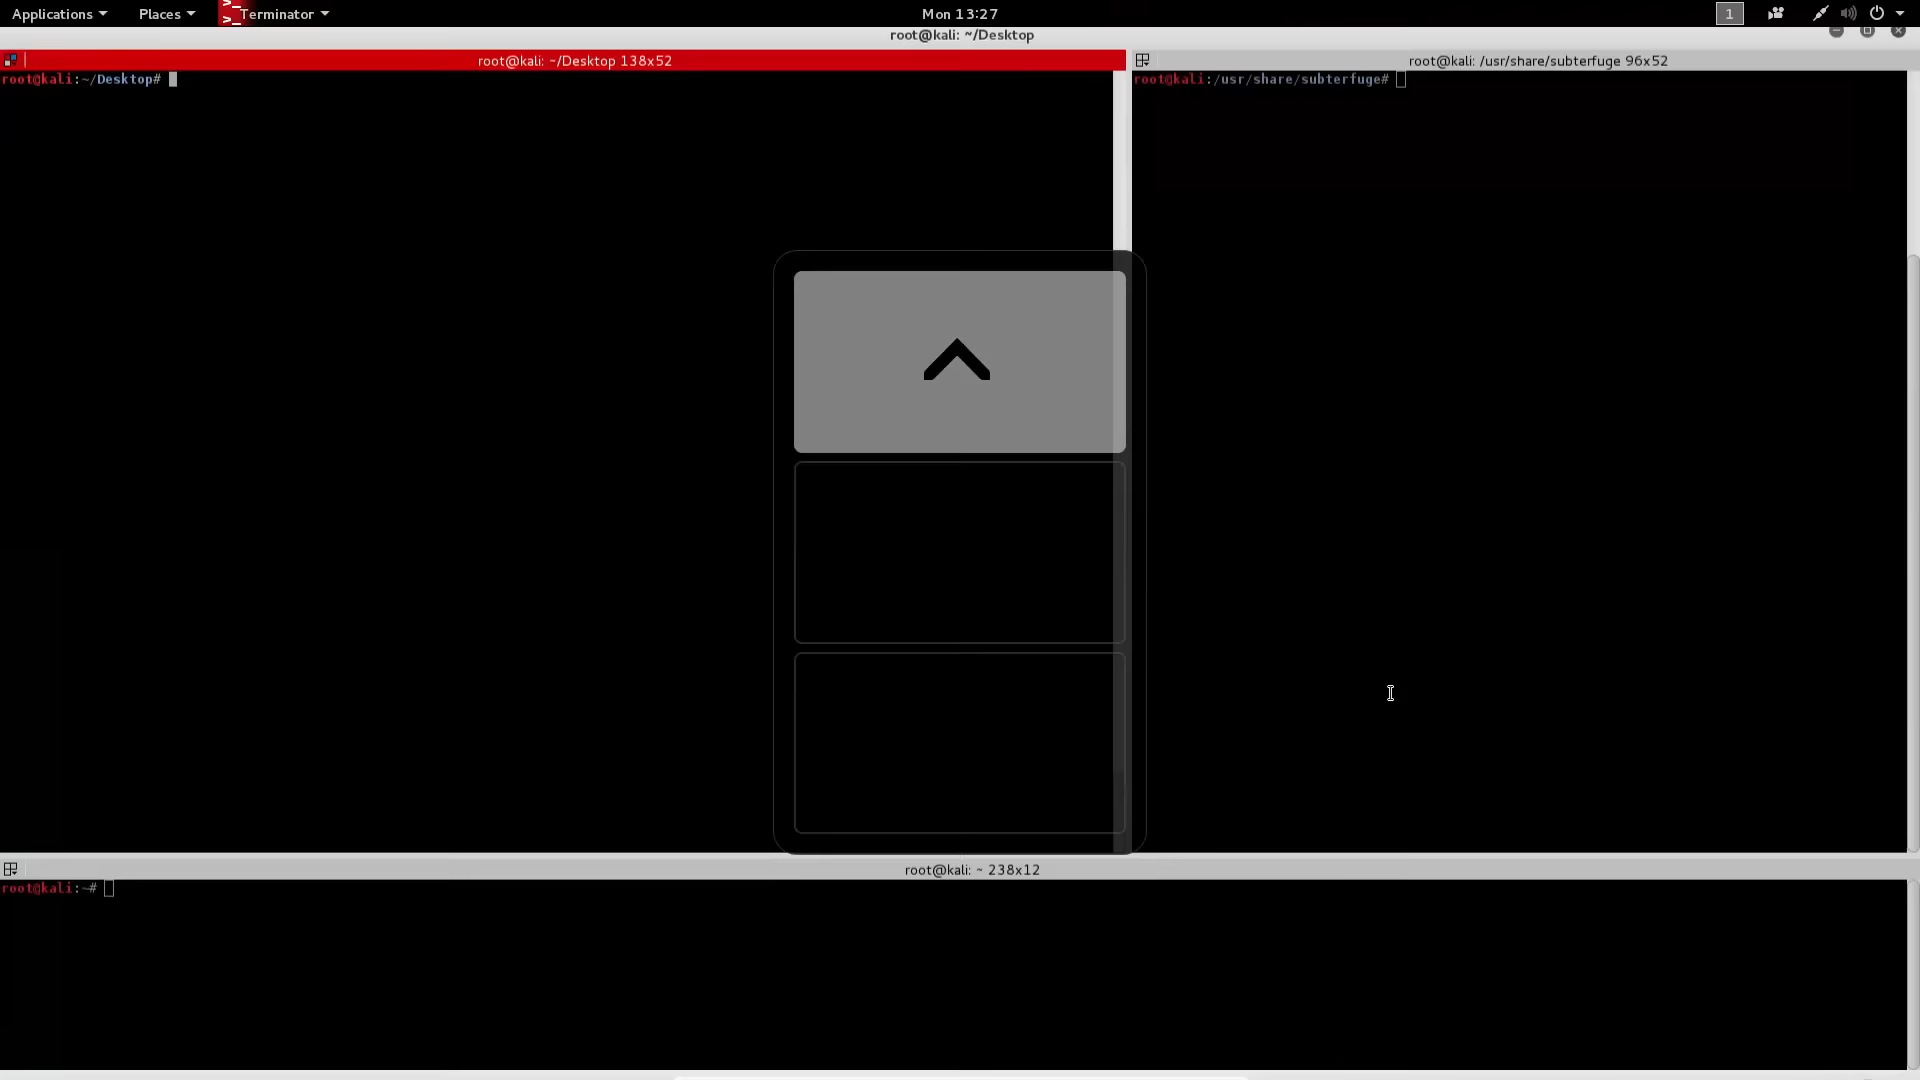 Applications Places Terminator Mon 13:27 1
root@kali: ~/Desktop
root@kali: ~/Desktop 138x52
root@kali:~/Desktop#
root@kali: /usr/share/subterfuge 96x52
root@kali:/usr/share/subterfuge#
root@kali: ~ 238x12
root@kali:~#